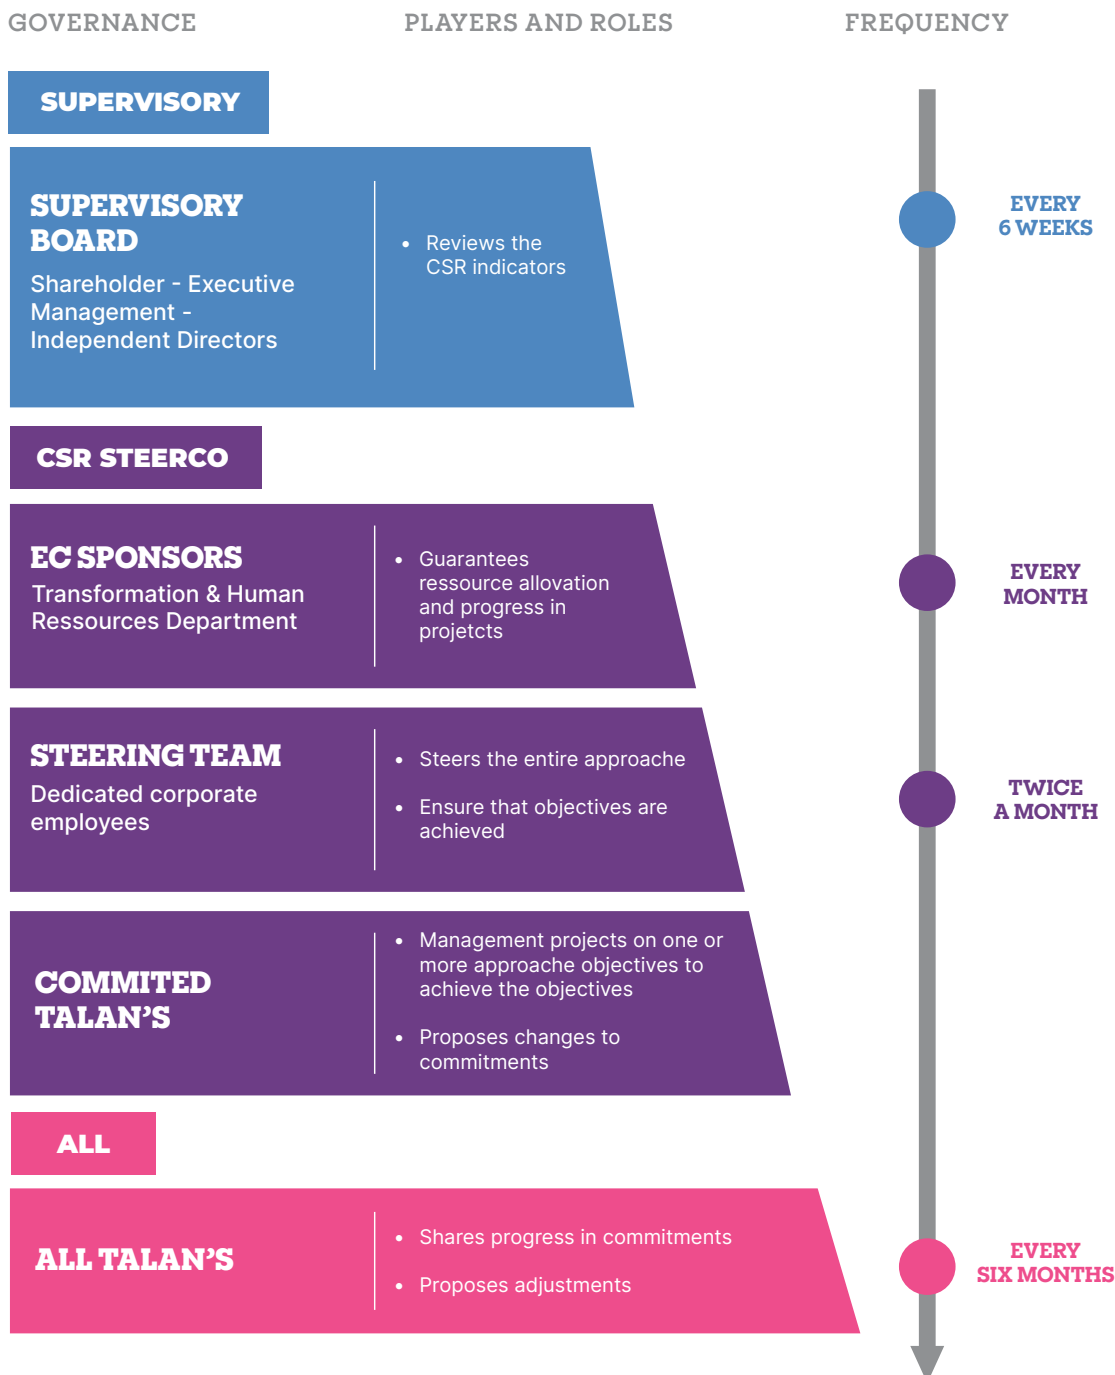 GOVERNANCE
PLAYERS AND ROLES
FREQUENCY
SUPERVISORY
SUPERVISORY
BOARD
Shareholder - Executive
Management -
Independent Directors
• Reviews the
CSR indicators
EVERY
6 WEEKS
CSR STEERCO
EC SPONSORS
Transformation & Human
Ressources Department
• Guarantees
ressource allovation
and progress in
projetcts
EVERY
MONTH
STEERING TEAM
Dedicated corporate
employees
• Steers the entire approache
• Ensure that objectives are
achieved
TWICE
A MONTH
COMMITED
TALAN'S
• Management projects on one or
more approache objectives to
achieve the objectives
• Proposes changes to
commitments
ALL
ALL TALAN'S
• Shares progress in commitments
• Proposes adjustments
EVERY
SIX MONTHS